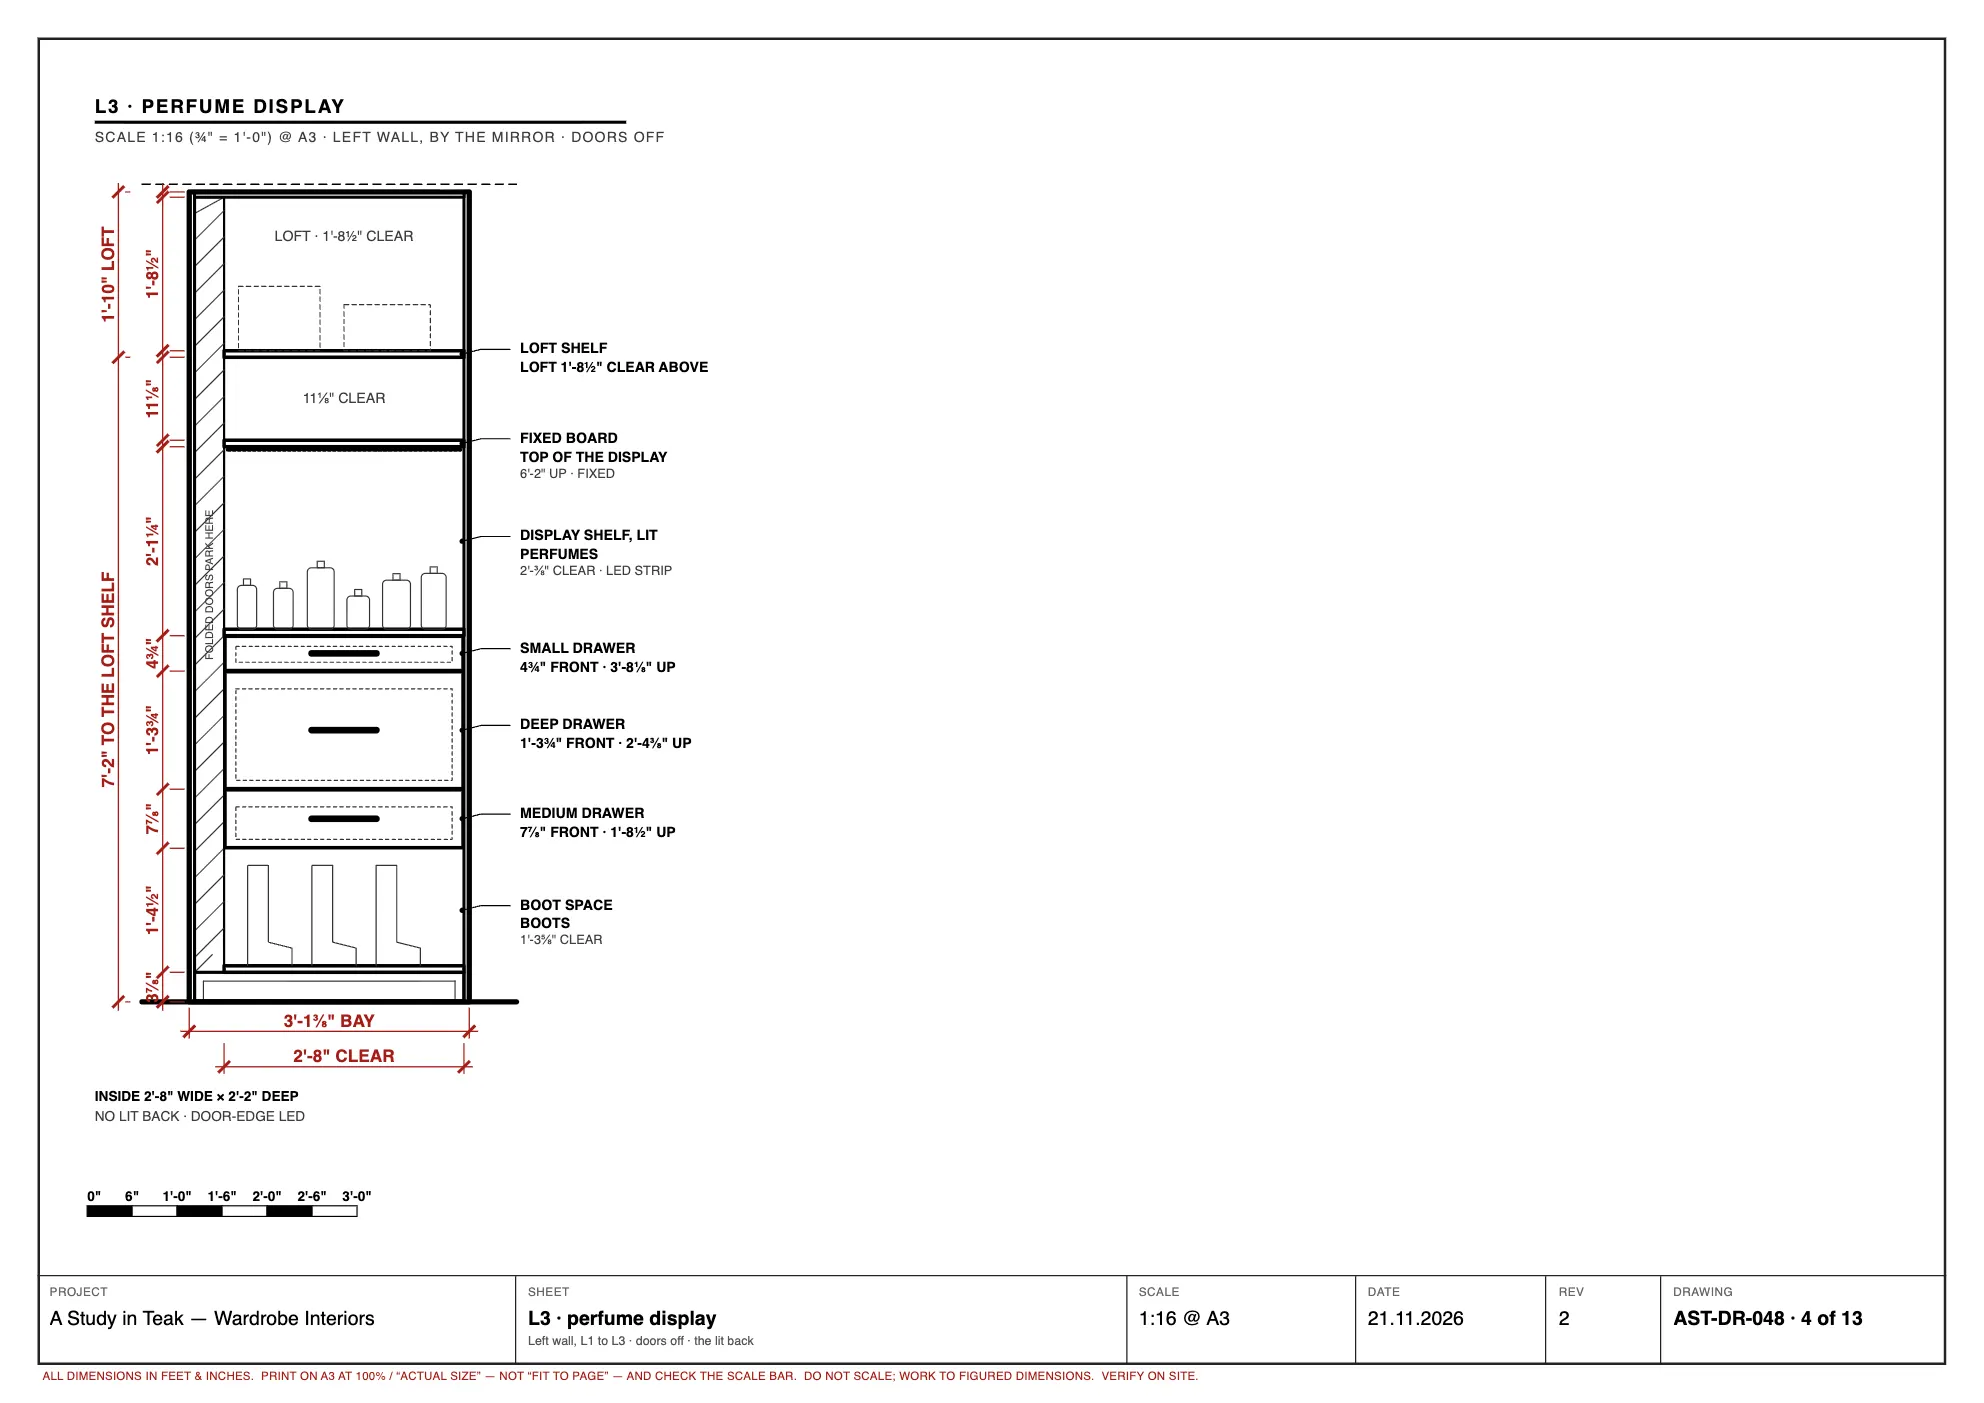 L3 · PERFUME DISPLAY
SCALE 1:16 (¾" = 1'-0") @ A3 · LEFT WALL, BY THE MIRROR · DOORS OFF
1'-10" LOFT
7'-2" TO THE LOFT SHELF
1'-8½"
11⅛"
2'-1¼"
4¾"
1'-3¾"
7⅞"
1'-4½"
3⅞"
FOLDED DOORS PARK HERE
LOFT · 1'-8½" CLEAR
11⅛" CLEAR
LOFT SHELF
LOFT 1'-8½" CLEAR ABOVE
FIXED BOARD
TOP OF THE DISPLAY
6'-2" UP · FIXED
DISPLAY SHELF, LIT
PERFUMES
2'-⅜" CLEAR · LED STRIP
SMALL DRAWER
4¾" FRONT · 3'-8⅛" UP
DEEP DRAWER
1'-3¾" FRONT · 2'-4⅜" UP
MEDIUM DRAWER
7⅞" FRONT · 1'-8½" UP
BOOT SPACE
BOOTS
1'-3⅝" CLEAR
3'-1⅜" BAY
2'-8" CLEAR
INSIDE 2'-8" WIDE × 2'-2" DEEP
NO LIT BACK · DOOR-EDGE LED
0" 6" 1'-0" 1'-6" 2'-0" 2'-6" 3'-0"
PROJECT
A Study in Teak — Wardrobe Interiors
SHEET
L3 · perfume display
Left wall, L1 to L3 · doors off · the lit back
SCALE
1:16 @ A3
DATE
21.11.2026
REV
2
DRAWING
AST-DR-048 · 4 of 13
ALL DIMENSIONS IN FEET & INCHES. PRINT ON A3 AT 100% / “ACTUAL SIZE” — NOT “FIT TO PAGE” — AND CHECK THE SCALE BAR. DO NOT SCALE; WORK TO FIGURED DIMENSIONS. VERIFY ON SITE.